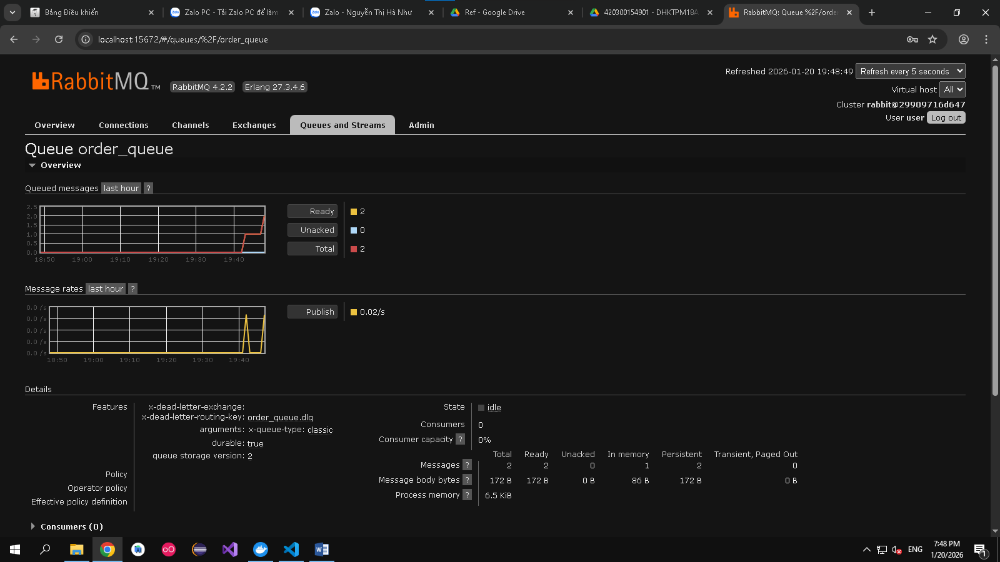 Bảng Điều khiển
Zalo PC - Tải Zalo PC để làm
Zalo - Nguyễn Thị Hà Như
Ref - Google Drive
420300154901 - DHKTPM18A
RabbitMQ: Queue %2F/order
localhost:15672/#/queues/%2F/order_queue
Refreshed 2026-01-20 19:48:49 Refresh every 5 seconds
RabbitMQ TM RabbitMQ 4.2.2 Erlang 27.3.4.6
Virtual host All
Cluster rabbit@29909716d647
User user Log out
Overview Connections Channels Exchanges Queues and Streams Admin
Queue order_queue
Overview
Queued messages last hour ?
2.5
2.0
1.5
1.0
0.5
0.0
18:50 19:00 19:10 19:20 19:30 19:40
Ready 2
Unacked 0
Total 2
Message rates last hour ?
0.0 /s
0.0 /s
0.0 /s
0.0 /s
0.0 /s
18:50 19:00 19:10 19:20 19:30 19:40
Publish 0.02/s
Details
Features
x-dead-letter-exchange:
x-dead-letter-routing-key: order_queue.dlq
arguments: x-queue-type: classic
durable: true
queue storage version: 2
Policy
Operator policy
Effective policy definition
State idle
Consumers 0
Consumer capacity ? 0%
Total Ready Unacked In memory Persistent Transient, Paged Out
Messages ? 2 2 0 1 2 0
Message body bytes ? 172 B 172 B 0 B 86 B 172 B 0 B
Process memory ? 6.5 KiB
Consumers (0)
ENG
7:48 PM
1/20/2026
1